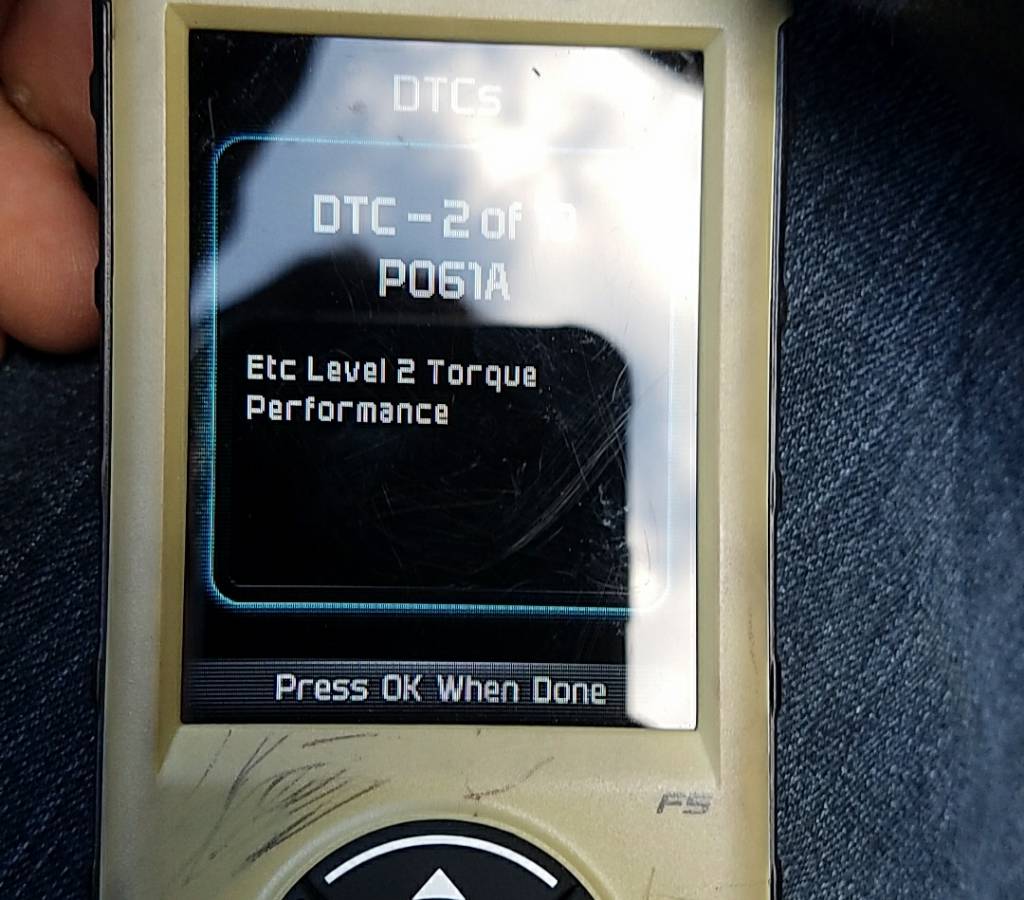 DTCs
DTC - 2 of
P061A
Etc Level 2 Torque
Performance
Press OK When Done
F5